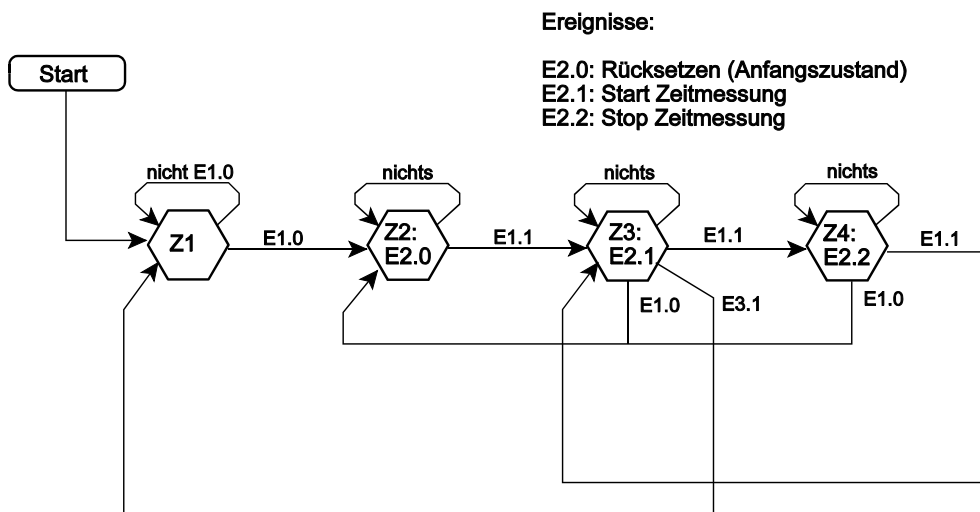 Ereignisse:
E2.0: Rücksetzen (Anfangszustand)
E2.1: Start Zeitmessung
E2.2: Stop Zeitmessung
Start
nicht E1.0
nichts
nichts
nichts
Z1
E1.0
Z2:
E2.0
E1.1
Z3:
E2.1
E1.1
Z4:
E2.2
E1.1
E1.0
E3.1
E1.0